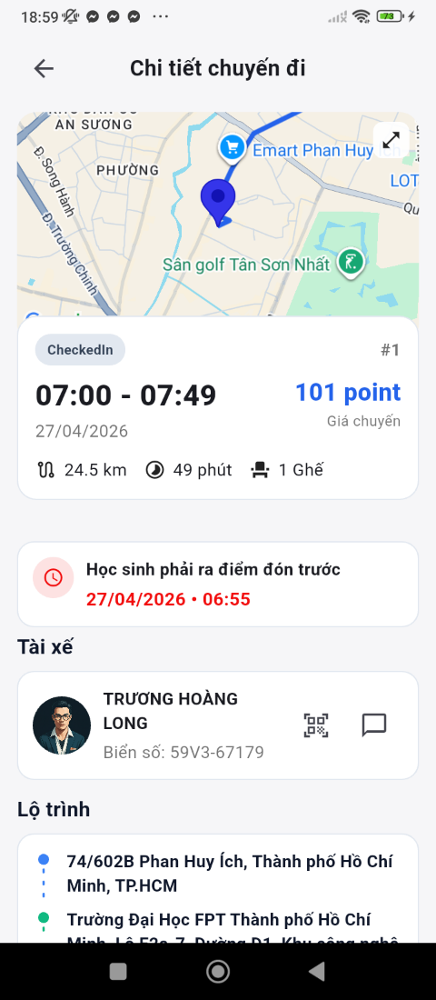 18:59
73
Chi tiết chuyến đi
AN SƯƠNG
PHƯỜNG
Emart Phan Huy Ích
LOT
Đ. Song Hành
Đ. Trường Chinh
Sân golf Tân Sơn Nhất
CheckedIn
#1
07:00 - 07:49
101 point
27/04/2026
Giá chuyến
24.5 km
49 phút
1 Ghế
Học sinh phải ra điểm đón trước
27/04/2026 • 06:55
Tài xế
TRƯƠNG HOÀNG
LONG
Biển số: 59V3-67179
Lộ trình
74/602B Phan Huy Ích, Thành phố Hồ Chí
Minh, TP.HCM
Trường Đại Học FPT Thành phố Hồ Chí
Minh, Lô E2a-7, Đường D1, Khu công nghệ